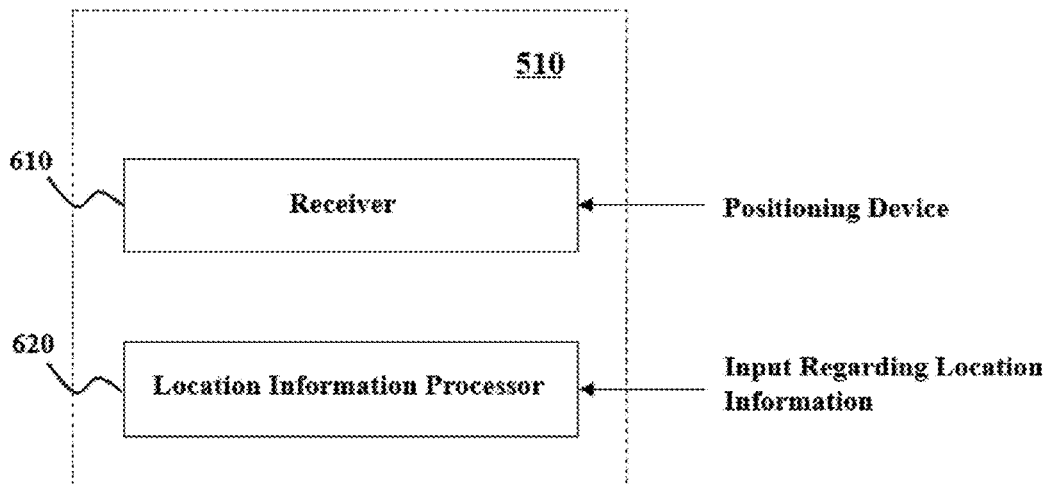 510
610
Receiver
Positioning Device
620
Location Information Processor
Input Regarding Location
Information